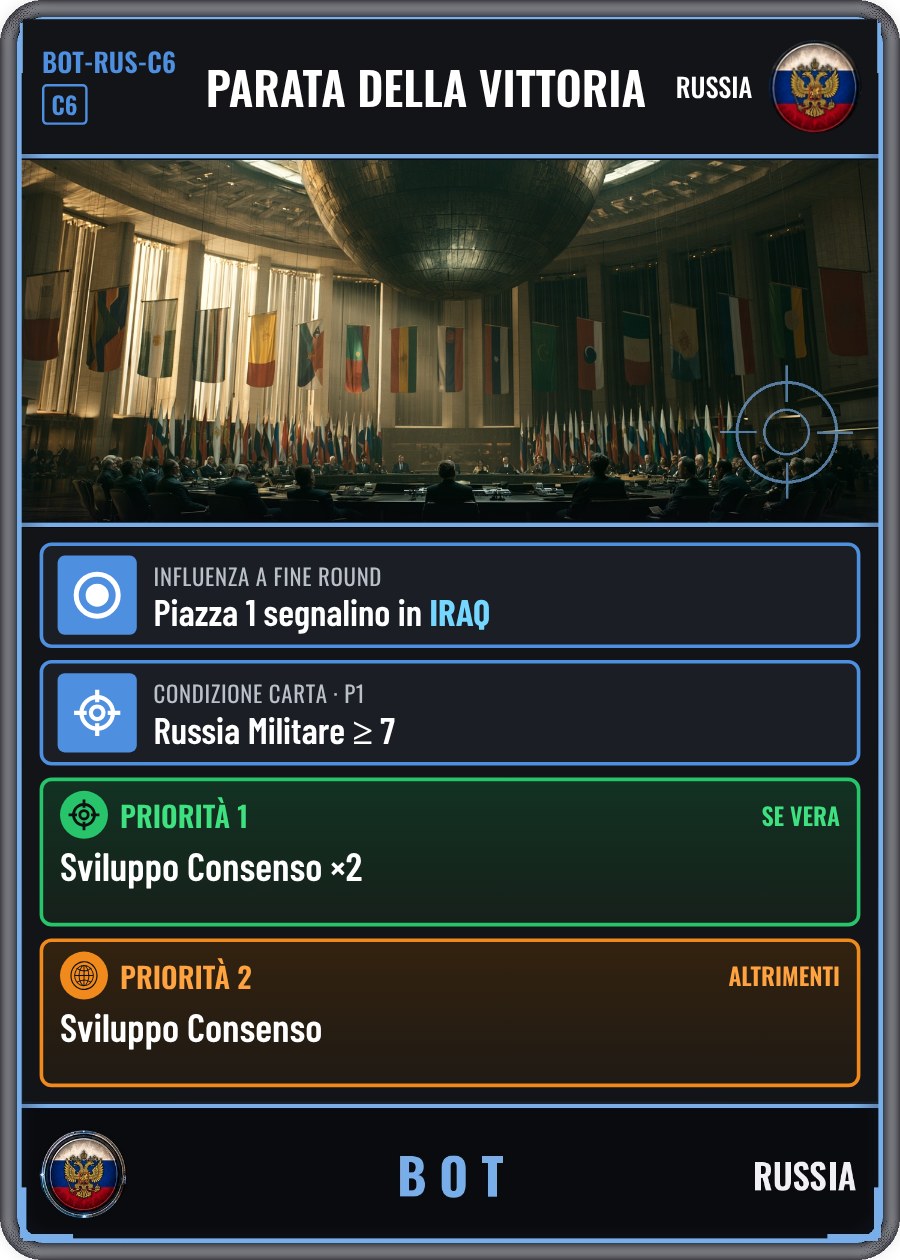 BOT-RUS-C6
C6
PARATA DELLA VITTORIA
RUSSIA
INFLUENZA A FINE ROUND
Piazza 1 segnalino in IRAQ
CONDIZIONE CARTA · P1
Russia Militare ≥ 7
PRIORITÀ 1
SE VERA
Sviluppo Consenso ×2
PRIORITÀ 2
ALTRIMENTI
Sviluppo Consenso
BOT
RUSSIA